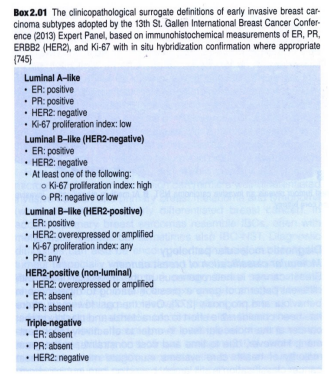 Box 2.01 The clinicopathological surrogate definitions of early invasive breast car-
cinoma subtypes adopted by the 13th St. Gallen International Breast Cancer Confer-
ence (2013) Expert Panel, based on immunohistochemical measurements of ER, PR,
ERBB2 (HER2), and Ki-67 with in situ hybridization confirmation where appropriate
{745}
Luminal A–like
• ER: positive
• PR: positive
• HER2: negative
• Ki-67 proliferation index: low
Luminal B–like (HER2-negative)
• ER: positive
• HER2: negative
• At least one of the following:
○ Ki-67 proliferation index: high
○ PR: negative or low
Luminal B–like (HER2-positive)
• ER: positive
• HER2: overexpressed or amplified
• Ki-67 proliferation index: any
• PR: any
HER2-positive (non-luminal)
• HER2: overexpressed or amplified
• ER: absent
• PR: absent
Triple-negative
• ER: absent
• PR: absent
• HER2: negative